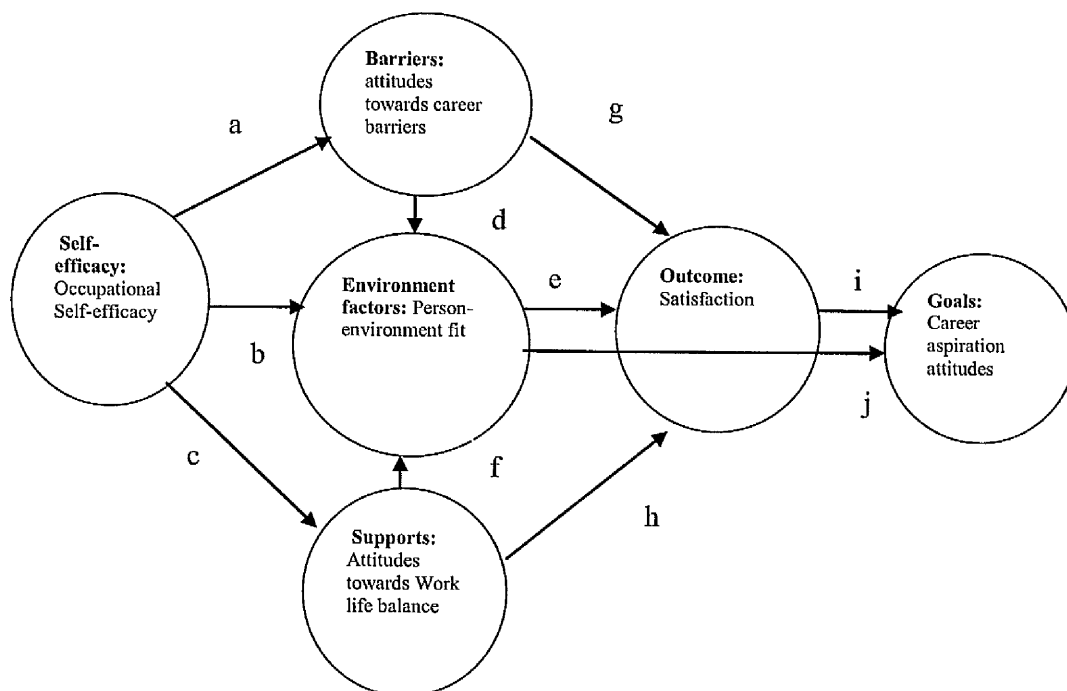 Barriers:
attitudes
towards career
barriers
a
g
d
Self-
efficacy:
Occupational
Self-efficacy
Environment
factors: Person-
environment fit
e
Outcome:
Satisfaction
i
Goals:
Career
aspiration
attitudes
b
j
c
f
h
Supports:
Attitudes
towards Work
life balance